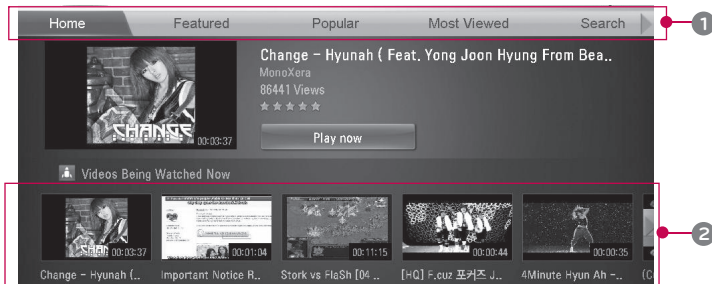 Home Featured Popular Most Viewed Search
1
Change - Hyunah ( Feat. Yong Joon Hyung From Bea..
MonoXera
86441 Views
CHANGE
00:03:37
Play now
Videos Being Watched Now
2
00:03:37 00:01:04 00:11:15 00:00:44 00:00:35
Change - Hyunah (.. Important Notice R.. Stork vs FlaSh [04 .. [HQ] F.cuz 포커즈 J.. 4Minute Hyun Ah -..